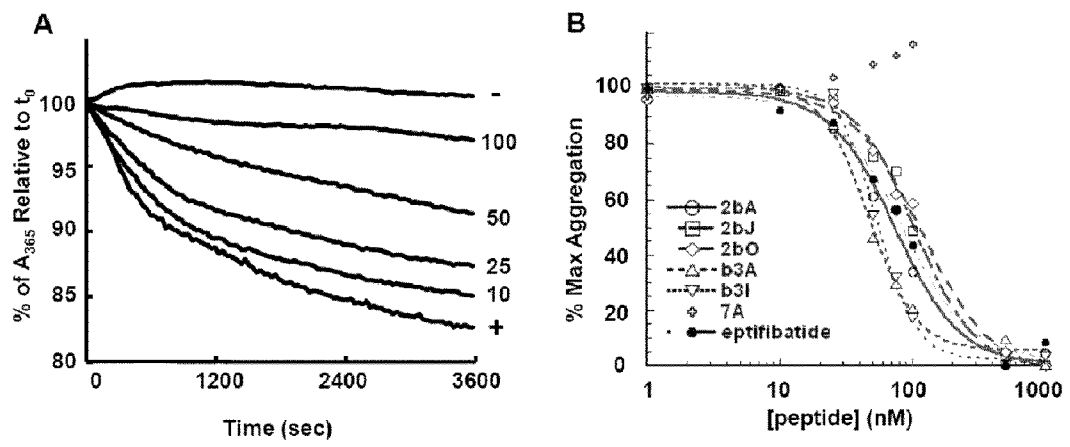 A
% of A365 Relative to t0
100
95
90
85
80
-
100
50
25
10
+
0
1200
2400
3600
Time (sec)
B
% Max Aggregation
100
80
60
40
20
0
2bA
2bJ
2bO
b3A
b3I
7A
eptifibatide
1
10
100
1000
[peptide] (nM)